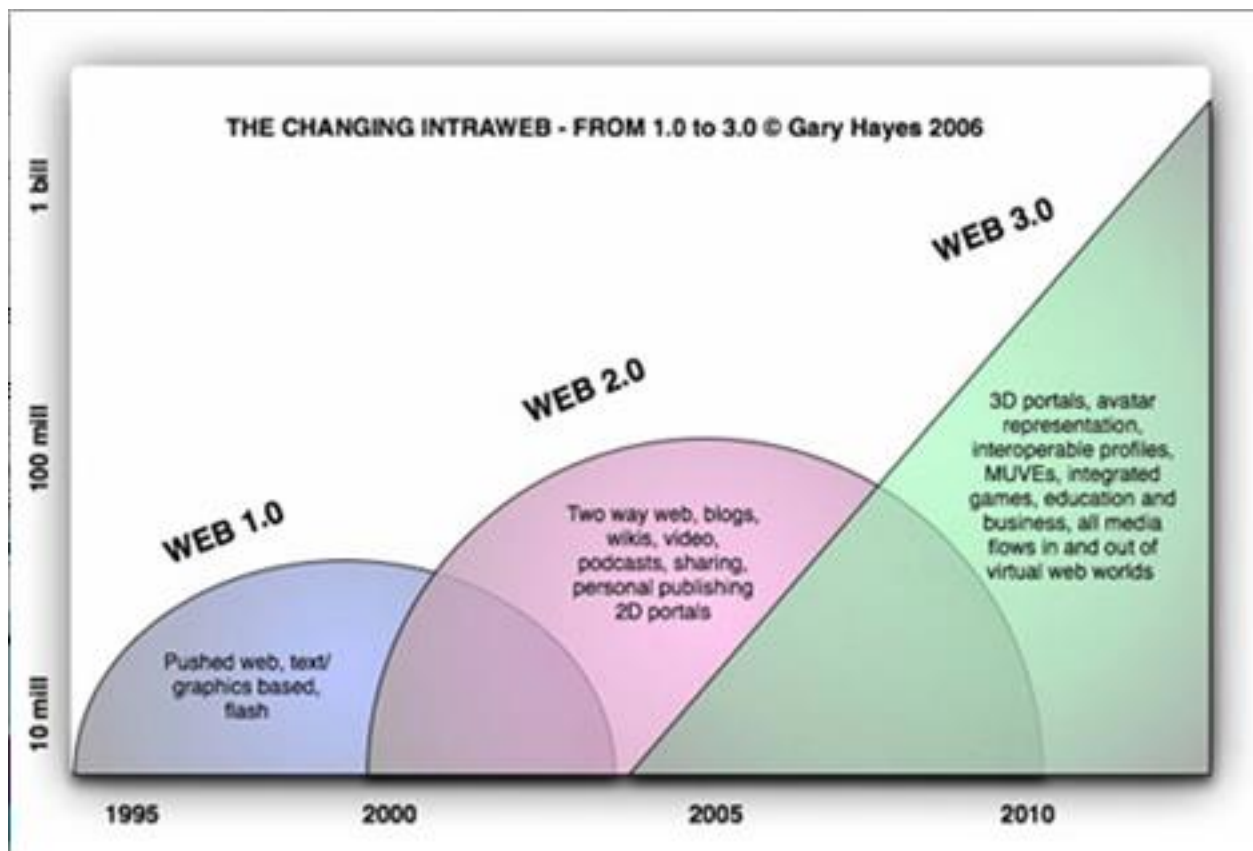 THE CHANGING INTRAWEB - FROM 1.0 to 3.0 © Gary Hayes 2006
1 bill
100 mill
10 mill
WEB 1.0
Pushed web, text/
graphics based,
flash
WEB 2.0
Two way web, blogs,
wikis, video,
podcasts, sharing,
personal publishing
2D portals
WEB 3.0
3D portals, avatar
representation,
interoperable profiles,
MUVEs, integrated
games, education and
business, all media
flows in and out of
virtual web worlds
1995
2000
2005
2010